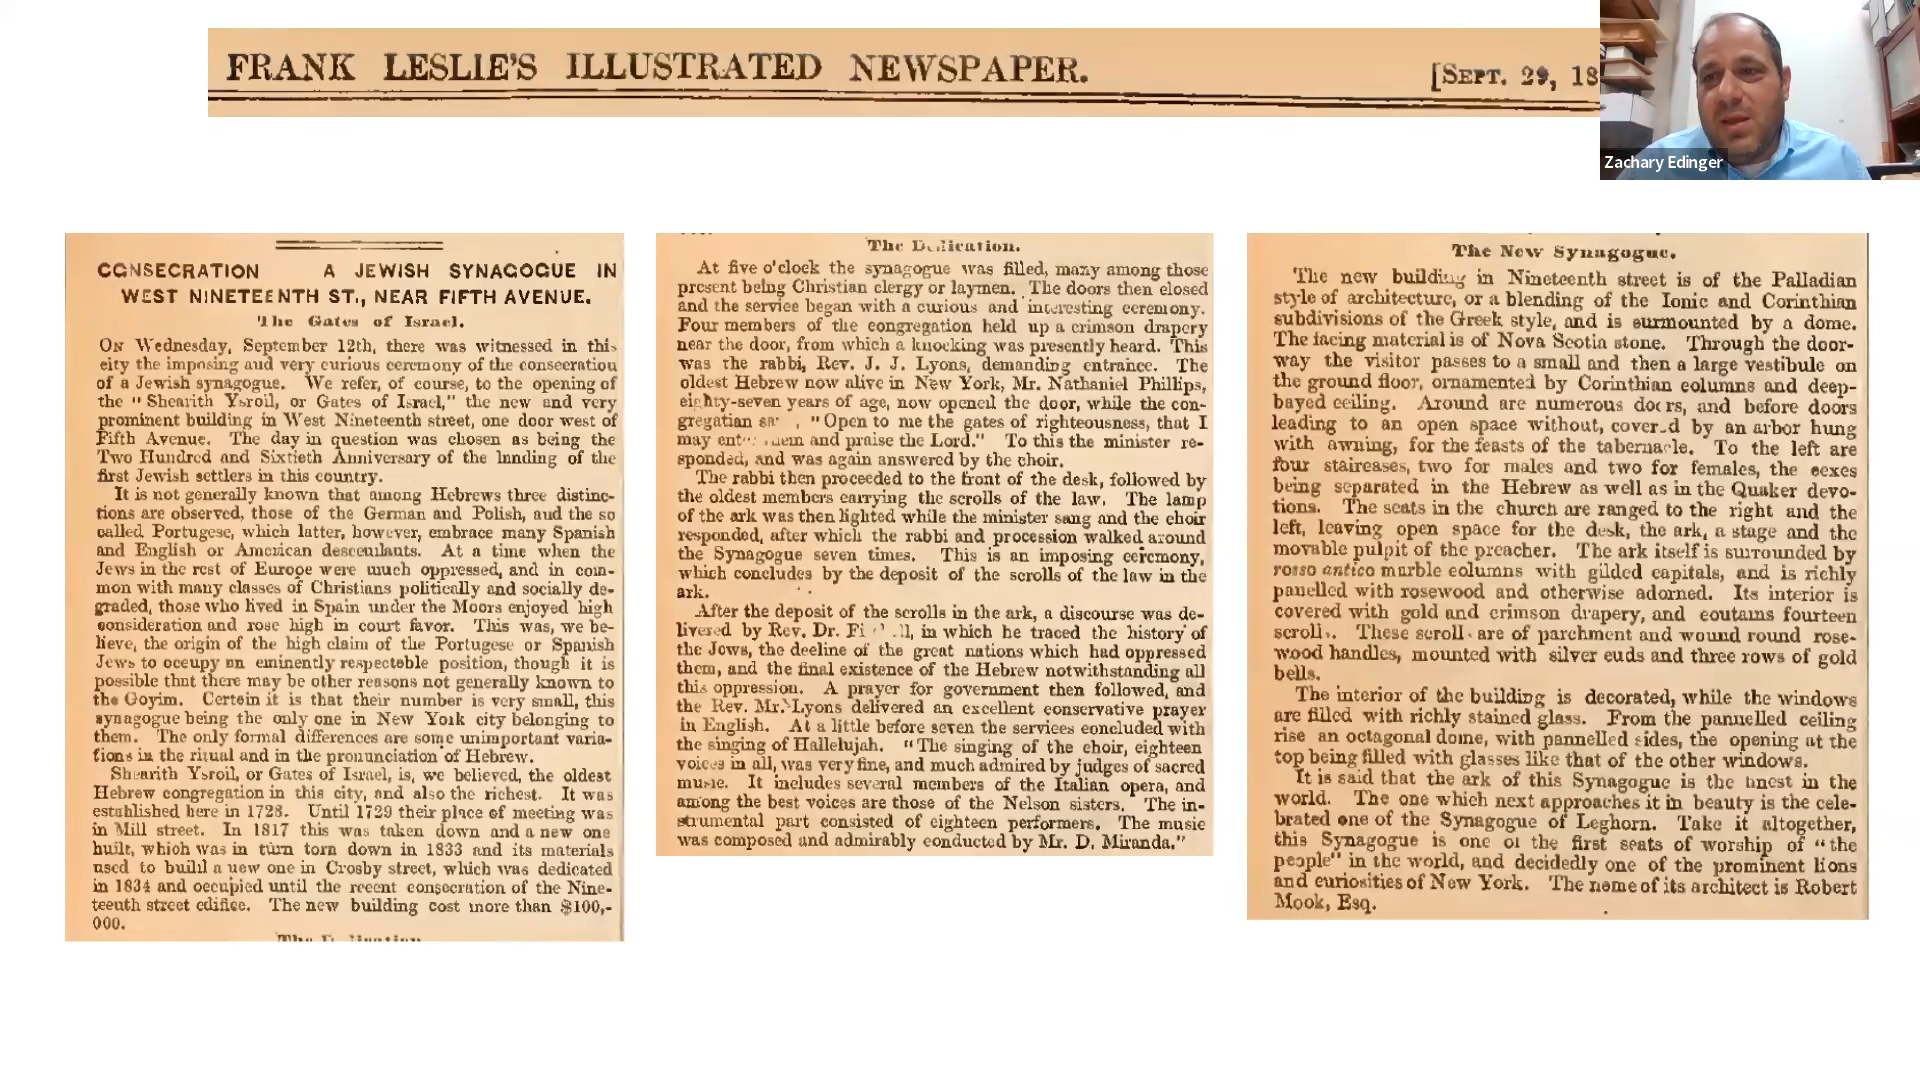 FRANK LESLIE'S ILLUSTRATED NEWSPAPER.
[SEPT. 29, 18
Zachary Edinger
CONSECRATION A JEWISH SYNAGOGUE IN
WEST NINETEENTH ST., NEAR FIFTH AVENUE.
The Gates of Israel.
ON Wednesday, September 12th, there was witnessed in this
city the imposing and very curious ceremony of the consecration
of a Jewish synagogue. We refer, of course, to the opening of
the "Shearith Ysroil, or Gates of Israel," the new and very
prominent building in West Nineteenth street, one door west of
Fifth Avenue. The day in question was chosen as being the
Two Hundred and Sixtieth Anniversary of the landing of the
first Jewish settlers in this country.
It is not generally known that among Hebrews three distinc-
tions are observed, those of the German and Polish, and the so
called Portugese, which latter, however, embrace many Spanish
and English or American descendants. At a time when the
Jews in the rest of Europe were much oppressed, and in com-
mon with many classes of Christians politically and socially de-
graded, those who lived in Spain under the Moors enjoyed high
consideration and rose high in court favor. This was, we be-
lieve, the origin of the high claim of the Portugese or Spanish
Jews to occupy an eminently respectable position, though it is
possible that there may be other reasons not generally known to
the Goyim. Certain it is that their number is very small, this
synagogue being the only one in New York city belonging to
them. The only formal differences are some unimportant varia-
tions in the ritual and in the pronunciation of Hebrew.
Shearith Ysroil, or Gates of Israel, is, we believed, the oldest
Hebrew congregation in this city, and also the richest. It was
established here in 1728. Until 1729 their place of meeting was
in Mill street. In 1817 this was taken down and a new one
built, which was in turn torn down in 1833 and its materials
used to build a new one in Crosby street, which was dedicated
in 1834 and occupied until the recent consecration of the Nine-
teenth street edifice. The new building cost more than $100,-
000.
The Dedication.
At five o'clock the synagogue was filled, many among those
present being Christian clergy or laymen. The doors then closed
and the service began with a curious and interesting ceremony.
Four members of the congregation held up a crimson drapery
near the door, from which a knocking was presently heard. This
was the rabbi, Rev. J. J. Lyons, demanding entrance. The
oldest Hebrew now alive in New York, Mr. Nathaniel Phillips,
eighty-seven years of age, now opened the door, while the con-
gregation "Open to me the gates of righteousness, that I
may and praise the Lord." To this the minister re-
sponded, and was again answered by the choir.
The rabbi then proceeded to the front of the desk, followed by
the oldest members carrying the scrolls of the law. The lamp
of the ark was then lighted while the minister sang and the choir
responded, after which the rabbi and procession walked around
the Synagogue seven times. This is an imposing ceremony,
which concludes by the deposit of the scrolls of the law in the
ark.
After the deposit of the scrolls in the ark, a discourse was de-
livered by Rev. Dr. in which he traced the history of
the Jews, the decline of the great nations which had oppressed
them, and the final existence of the Hebrew notwithstanding all
this oppression. A prayer for government then followed, and
the Rev. Mr. Lyons delivered an excellent conservative prayer
in English. At a little before seven the services concluded with
the singing of Hallelujah. "The singing of the choir, eighteen
voices in all, was very fine, and much admired by judges of sacred
music. It includes several members of the Italian opera, and
among the best voices are those of the Nelson sisters. The in-
strumental part consisted of eighteen performers. The music
was composed and admirably conducted by Mr. D. Miranda."
The New Synagogue.
The new building in Nineteenth street is of the Palladian
style of architecture, or a blending of the Ionic and Corinthian
subdivisions of the Greek style, and is surmounted by a dome.
The facing material is of Nova Scotia stone. Through the door-
way the visitor passes to a small and then a large vestibule on
the ground floor, ornamented by Corinthian columns and deep-
bayed ceiling. Around are numerous doors, and before doors
leading to an open space without, covered by an arbor hung
with awning, for the feasts of the tabernacle. To the left are
four staircases, two for males and two for females, the sexes
being separated in the Hebrew as well as in the Quaker devo-
tions. The seats in the church are ranged to the right and the
left, leaving open space for the desk, the ark, a stage and the
movable pulpit of the preacher. The ark itself is surrounded by
rosso antico marble columns with gilded capitals, and is richly
panelled with rosewood and otherwise adorned. Its interior is
covered with gold and crimson drapery, and contains fourteen
scrolls. These scrolls are of parchment and wound round rose-
wood handles, mounted with silver ends and three rows of gold
bells.
The interior of the building is decorated, while the windows
are filled with richly stained glass. From the pannelled ceiling
rise an octagonal dome, with pannelled sides, the opening at the
top being filled with glasses like that of the other windows.
It is said that the ark of this Synagogue is the finest in the
world. The one which next approaches it in beauty is the cele-
brated one of the Synagogue of Leghorn. Take it altogether,
this Synagogue is one of the first seats of worship of "the
people" in the world, and decidedly one of the prominent lions
and curiosities of New York. The name of its architect is Robert
Mook, Esq.